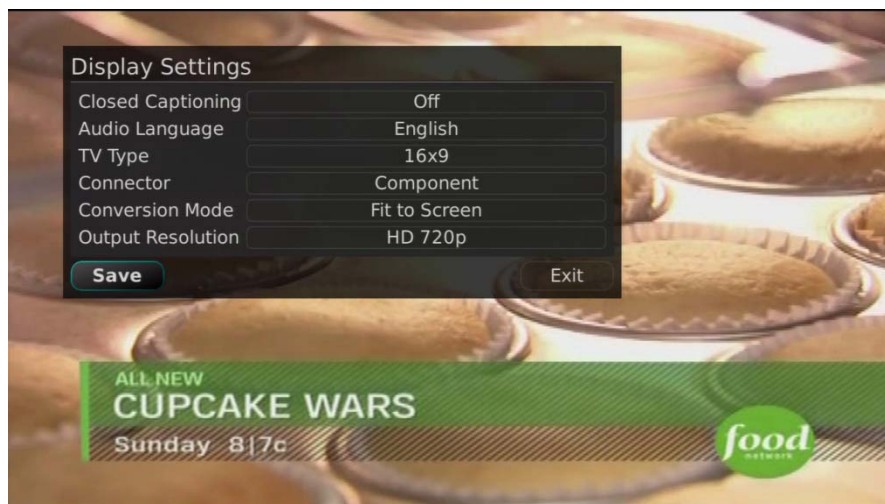 Display Settings
Closed Captioning Off
Audio Language English
TV Type 16x9
Connector Component
Conversion Mode Fit to Screen
Output Resolution HD 720p
Save Exit
ALL NEW
CUPCAKE WARS
Sunday 8|7c
food
network